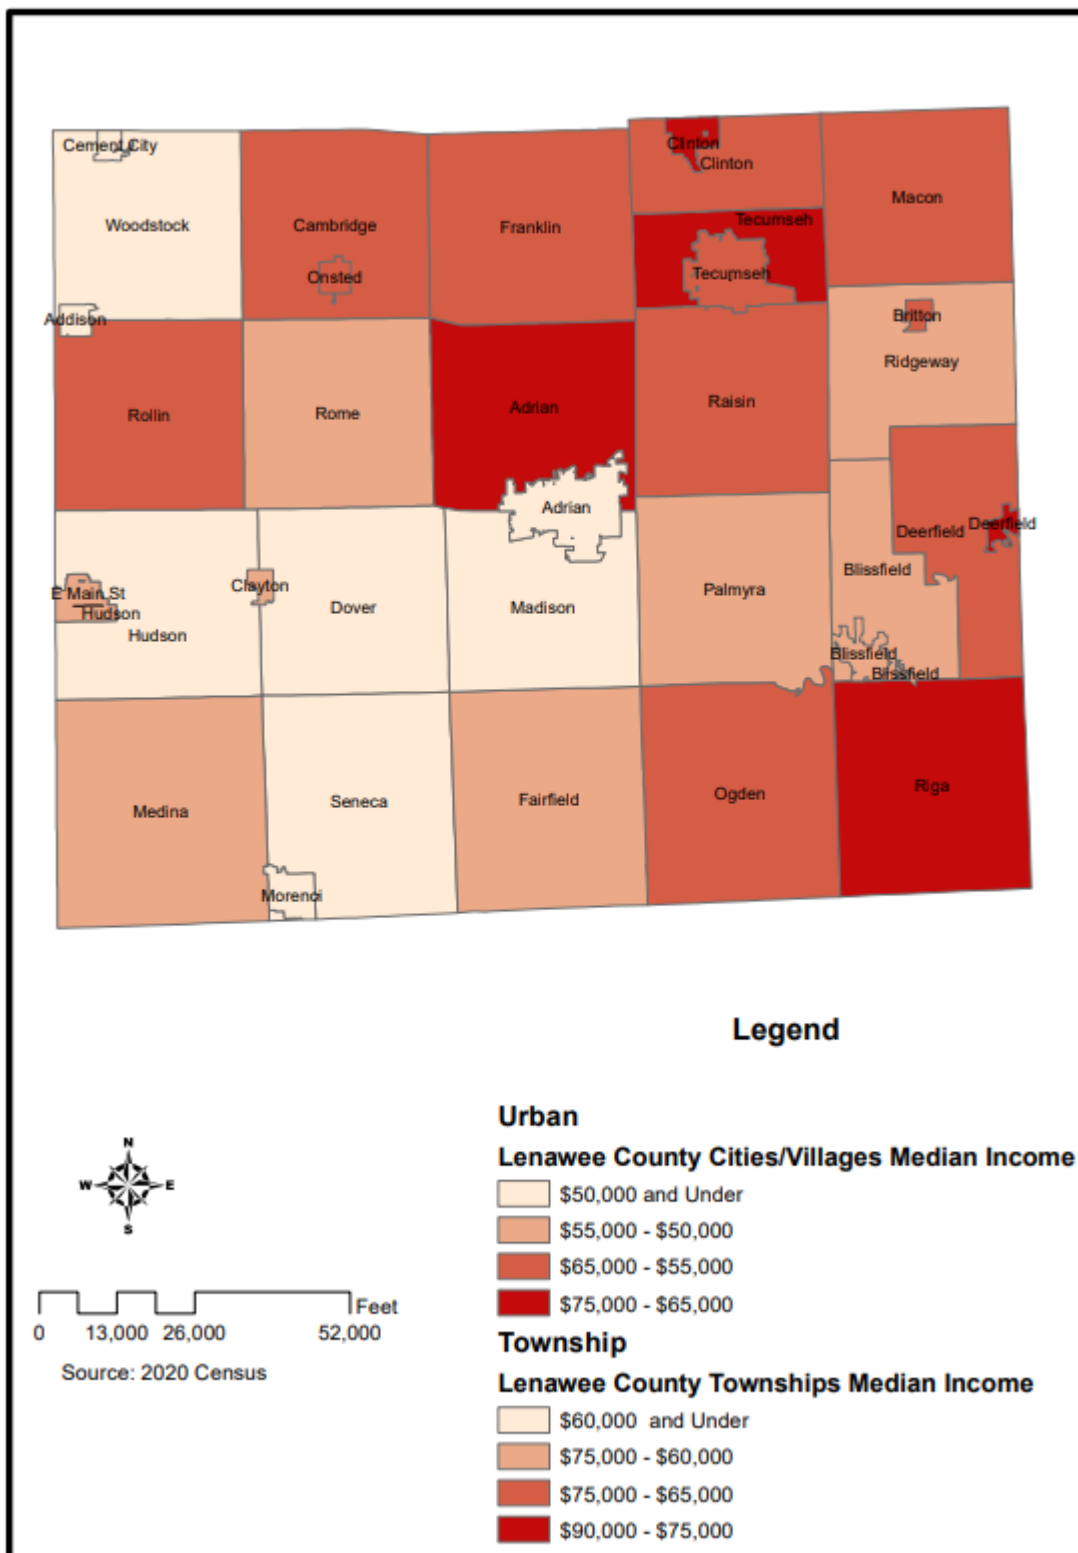 Cement City
Clinton
Clinton
Macon
Woodstock
Cambridge
Franklin
Tecumseh
Onsted
Tecumseh
Addison
Britton
Ridgeway
Rollin
Rome
Adrian
Raisin
Adrian
Deerfield
Deerfield
Blissfield
E Main St
Hudson
Clayton
Hudson
Dover
Madison
Palmyra
Blissfield
Blissfield
Medina
Seneca
Fairfield
Ogden
Riga
Morenci
Legend
Urban
Lenawee County Cities/Villages Median Income
$50,000 and Under
$55,000 - $50,000
$65,000 - $55,000
$75,000 - $65,000
Township
Lenawee County Townships Median Income
$60,000 and Under
$75,000 - $60,000
$75,000 - $65,000
$90,000 - $75,000
N
W E
S
Feet
0 13,000 26,000 52,000
Source: 2020 Census